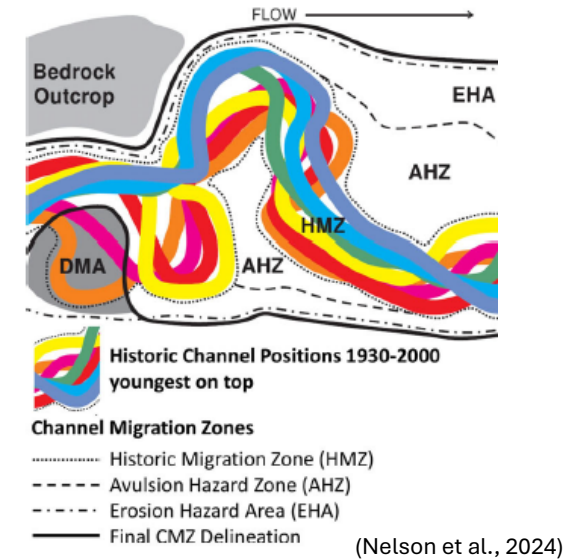 FLOW
Bedrock
Outcrop
EHA
AHZ
HMZ
DMA
AHZ
Historic Channel Positions 1930-2000
youngest on top
Channel Migration Zones
Historic Migration Zone (HMZ)
Avulsion Hazard Zone (AHZ)
Erosion Hazard Area (EHA)
Final CMZ Delineation
(Nelson et al., 2024)